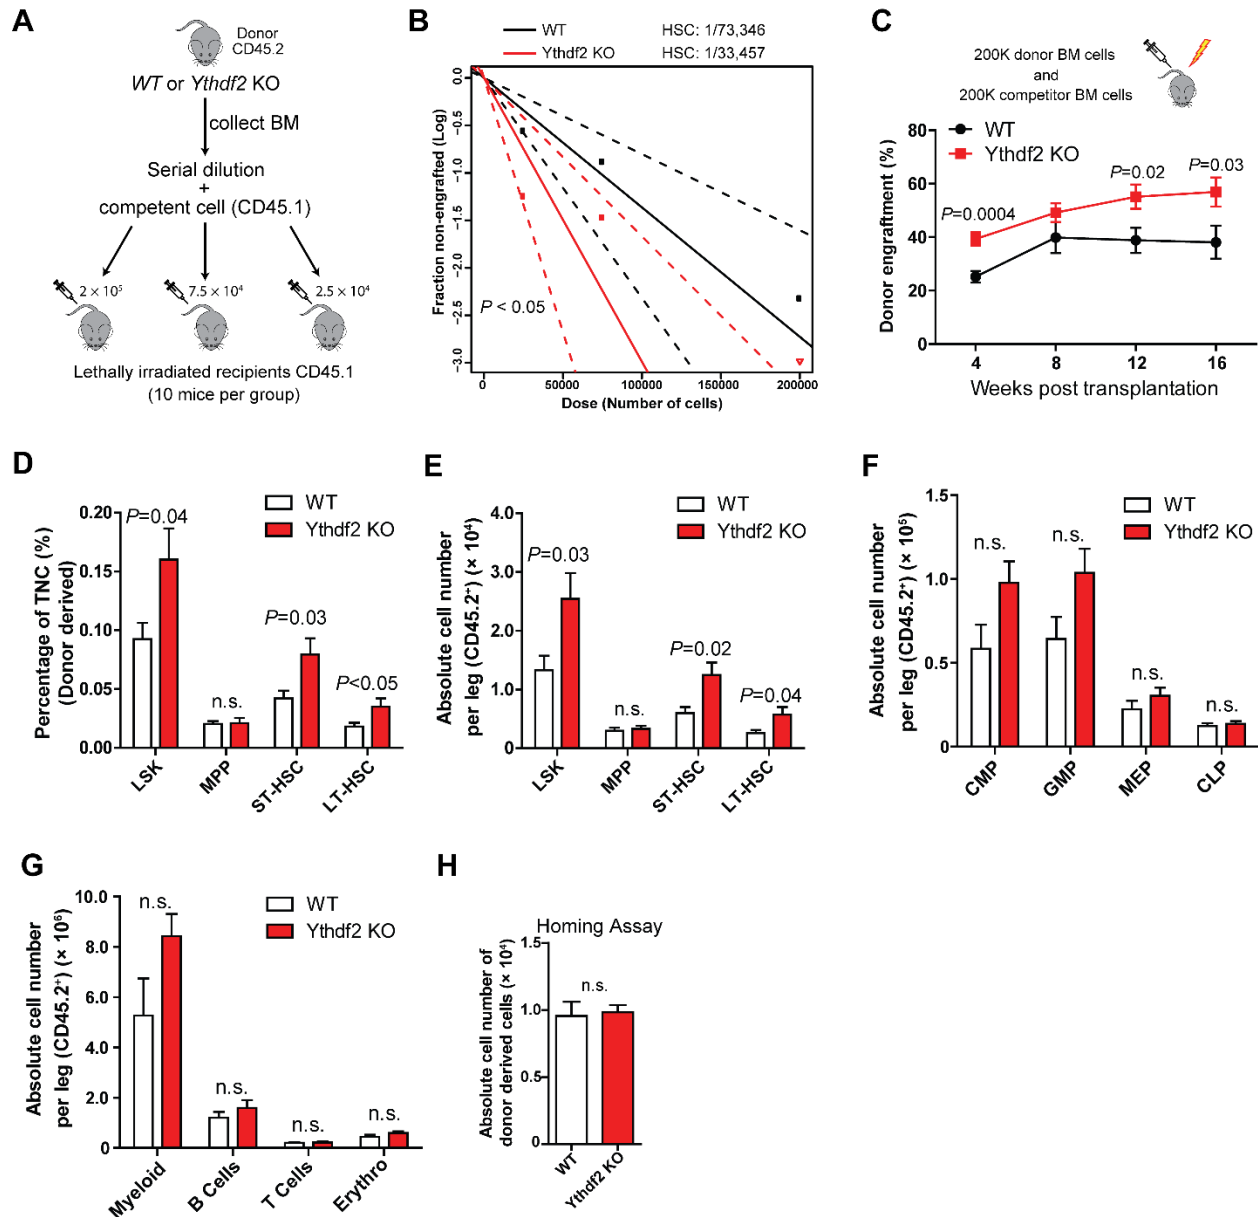 A
Donor
CD45.2
WT or Ythdf2 KO
collect BM
Serial dilution
+
competent cell (CD45.1)
2 × 10⁵
7.5 × 10⁴
2.5 × 10⁴
Lethally irradiated recipients CD45.1
(10 mice per group)
B
WT HSC: 1/73,346
Ythdf2 KO HSC: 1/33,457
Fraction non-engrafted (Log)
0.0
-0.5
-1.0
-1.5
-2.0
-2.5
-3.0
P < 0.05
0 50000 100000 150000 200000
Dose (Number of cells)
C
200K donor BM cells
and
200K competitor BM cells
WT
Ythdf2 KO
Donor engraftment (%)
80
60
40
20
0
P=0.0004
P=0.02
P=0.03
4 8 12 16
Weeks post transplantation
D
WT
Ythdf2 KO
Percentage of TNC (%)
(Donor derived)
0.20
0.15
0.10
0.05
0.00
P=0.04
n.s.
P=0.03
P<0.05
LSK MPP ST-HSC LT-HSC
E
WT
Ythdf2 KO
Absolute cell number
per leg (CD45.2⁺) (× 10⁴)
4.0
3.0
2.0
1.0
0
P=0.03
n.s.
P=0.02
P=0.04
LSK MPP ST-HSC LT-HSC
F
WT
Ythdf2 KO
Absolute cell number
per leg (CD45.2⁺) (× 10⁵)
1.5
1.0
0.5
0
n.s.
n.s.
n.s.
n.s.
CMP GMP MEP CLP
G
WT
Ythdf2 KO
Absolute cell number
per leg (CD45.2⁺) (× 10⁶)
10.0
8.0
6.0
4.0
2.0
0
n.s.
n.s.
n.s.
n.s.
Myeloid B Cells T Cells Erythro
H
Homing Assay
Absolute cell number of
donor derived cells (× 10⁴)
1.5
1.0
0.5
0
n.s.
WT Ythdf2 KO